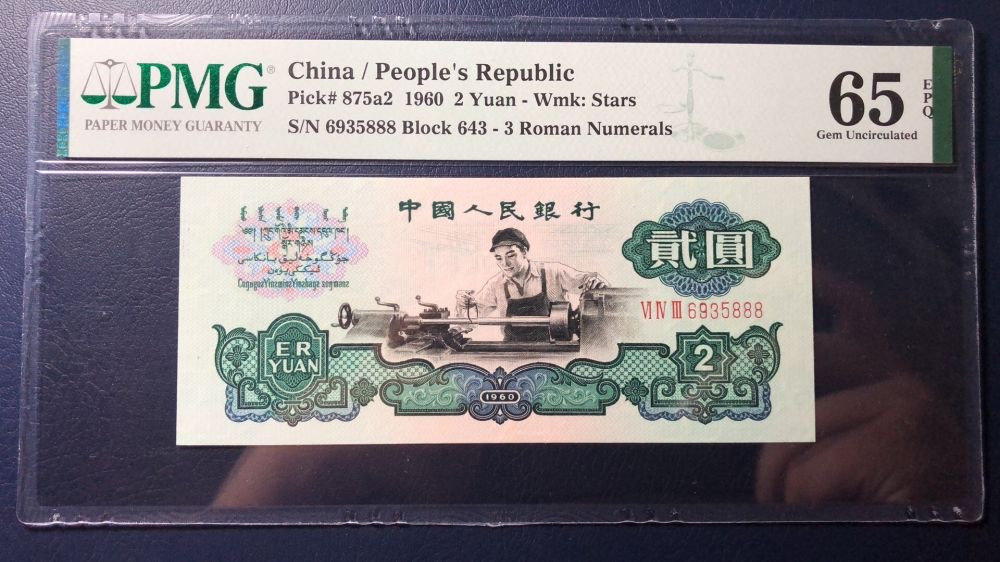 PMG®
PAPER MONEY GUARANTY
China / People's Republic
Pick# 875a2 1960 2 Yuan - Wmk: Stars
S/N 6935888 Block 643 - 3 Roman Numerals
65 EPQ
Gem Uncirculated
中國人民銀行
貳圓
VI IV III 6935888
ER
YUAN
1960
2